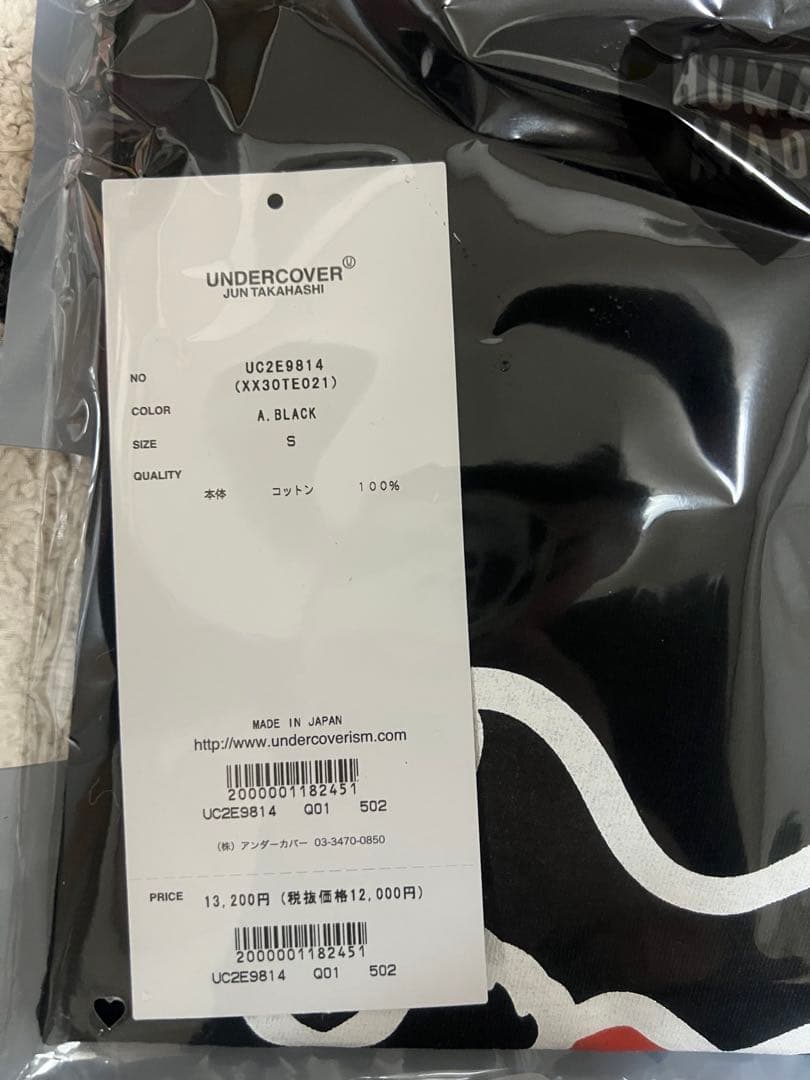 HUMA
MAD
UNDERCOVER Ⓤ
JUN TAKAHASHI
NO UC2E9814
(XX30TE021)
COLOR A.BLACK
SIZE S
QUALITY
本体 コットン 100%
MADE IN JAPAN
http://www.undercoverism.com
2000001182451
UC2E9814 Q01 502
(株) アンダーカバー 03-3470-0850
PRICE 13,200円 (税抜価格12,000円)
2000001182451
UC2E9814 Q01 502